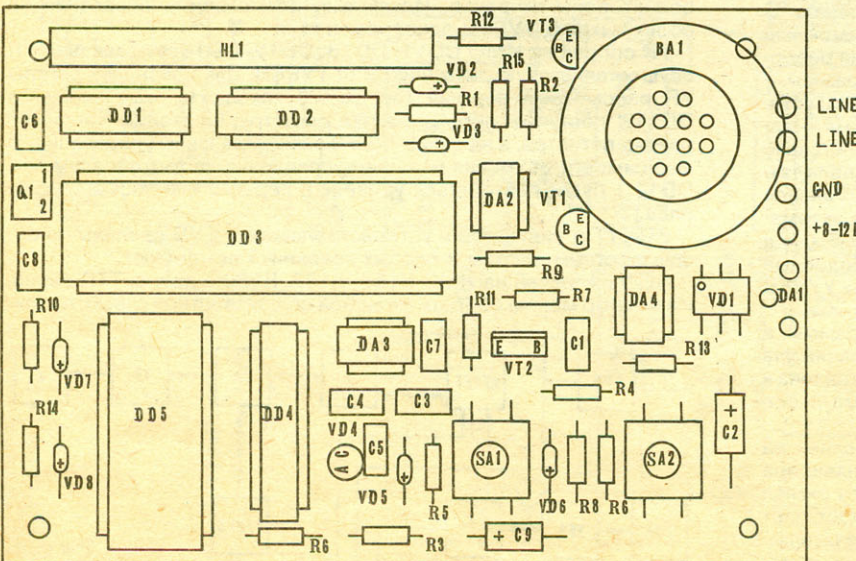 R12
VT3
E
B
C
BA1
HL1
VD2
+
R15
R2
LINE
C6
DD1
DD2
R1
VD3
+
LINE
Q.1
1
2
DA2
VT1
GND
B
E
C
+8-12
C8
DD3
R9
R10
R11
R7
DA4
VD1
DA1
+
VD7
DA3
C7
E
B
VT2
C1
R13
R4
R14
DD5
DD4
C4
C3
+
C2
VD4
A
C
C5
SA1
SA2
+
VD8
VD5
+
R5
+
VD6
R8
R6
R6
R3
+ C9